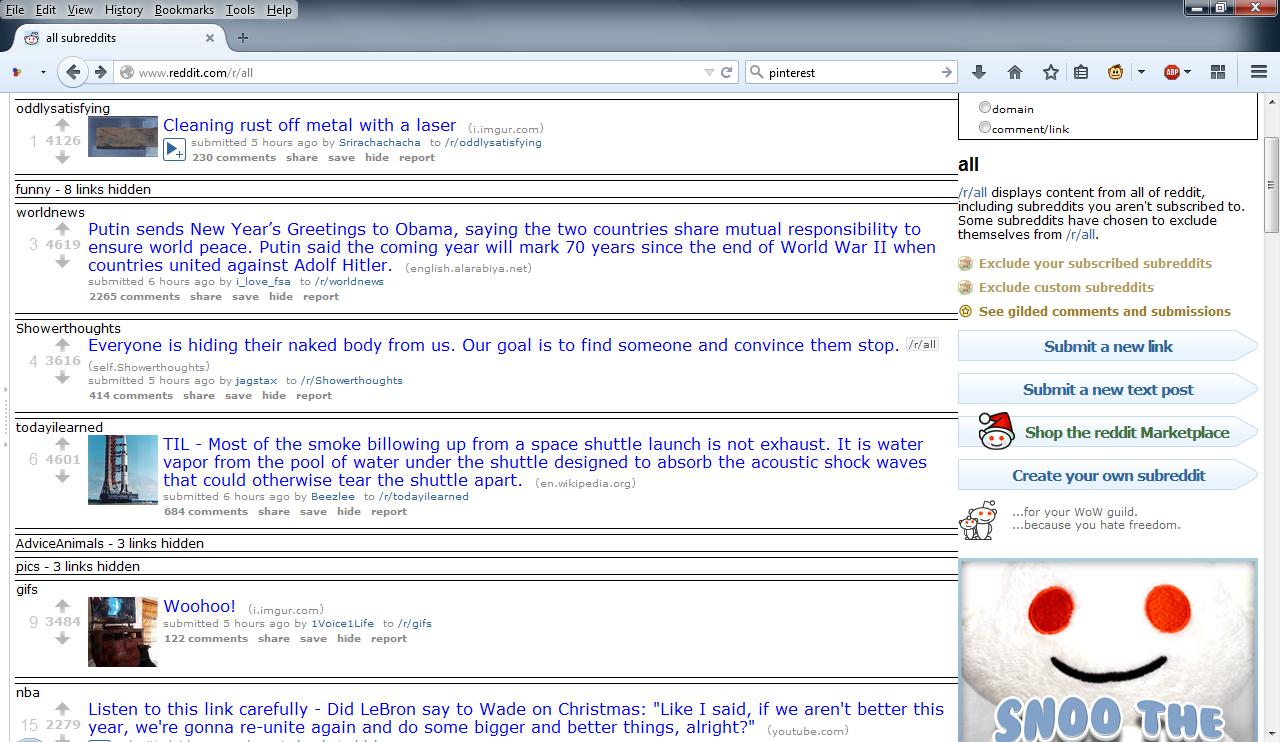 File Edit View History Bookmarks Tools Help
all subreddits
www.reddit.com/r/all
pinterest
ABP
oddlysatisfying
1 4126
Cleaning rust off metal with a laser (i.imgur.com)
submitted 5 hours ago by Srirachachacha to /r/oddlysatisfying
230 comments share save hide report
funny - 8 links hidden
worldnews
3 4619
Putin sends New Year’s Greetings to Obama, saying the two countries share mutual responsibility to
ensure world peace. Putin said the coming year will mark 70 years since the end of World War II when
countries united against Adolf Hitler. (english.alarabiya.net)
submitted 6 hours ago by i_love_fsa to /r/worldnews
2265 comments share save hide report
Showerthoughts
4 3616
Everyone is hiding their naked body from us. Our goal is to find someone and convince them stop. /r/all
(self.Showerthoughts)
submitted 5 hours ago by jagstax to /r/Showerthoughts
414 comments share save hide report
todayilearned
6 4601
TIL - Most of the smoke billowing up from a space shuttle launch is not exhaust. It is water
vapor from the pool of water under the shuttle designed to absorb the acoustic shock waves
that could otherwise tear the shuttle apart. (en.wikipedia.org)
submitted 6 hours ago by Beezlee to /r/todayilearned
684 comments share save hide report
AdviceAnimals - 3 links hidden
pics - 3 links hidden
gifs
9 3484
Woohoo! (i.imgur.com)
submitted 5 hours ago by 1Voice1Life to /r/gifs
122 comments share save hide report
nba
15 2279
Listen to this link carefully - Did LeBron say to Wade on Christmas: "Like I said, if we aren't better this
year, we're gonna re-unite again and do some bigger and better things, alright?" (youtube.com)
domain
comment/link
all
/r/all displays content from all of reddit,
including subreddits you aren't subscribed to.
Some subreddits have chosen to exclude
themselves from /r/all.
Exclude your subscribed subreddits
Exclude custom subreddits
See gilded comments and submissions
Submit a new link
Submit a new text post
Shop the reddit Marketplace
Create your own subreddit
...for your WoW guild.
...because you hate freedom.
SNOO THE